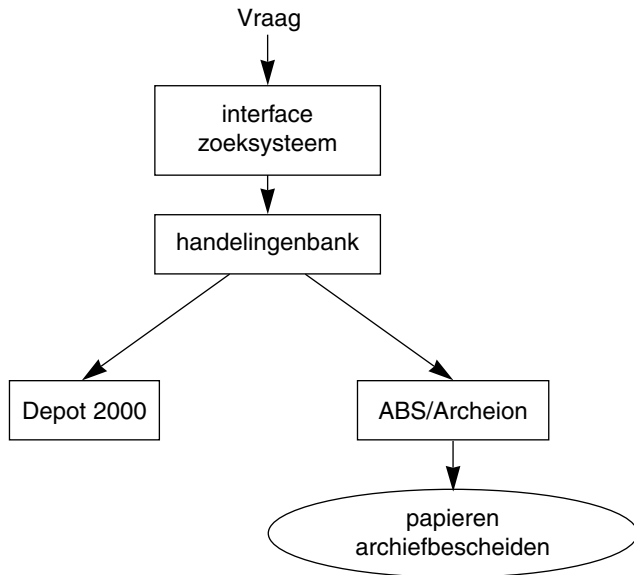 Vraag
interface
zoeksysteem
handelingenbank
Depot 2000
ABS/Archeion
papieren
archiefbescheiden